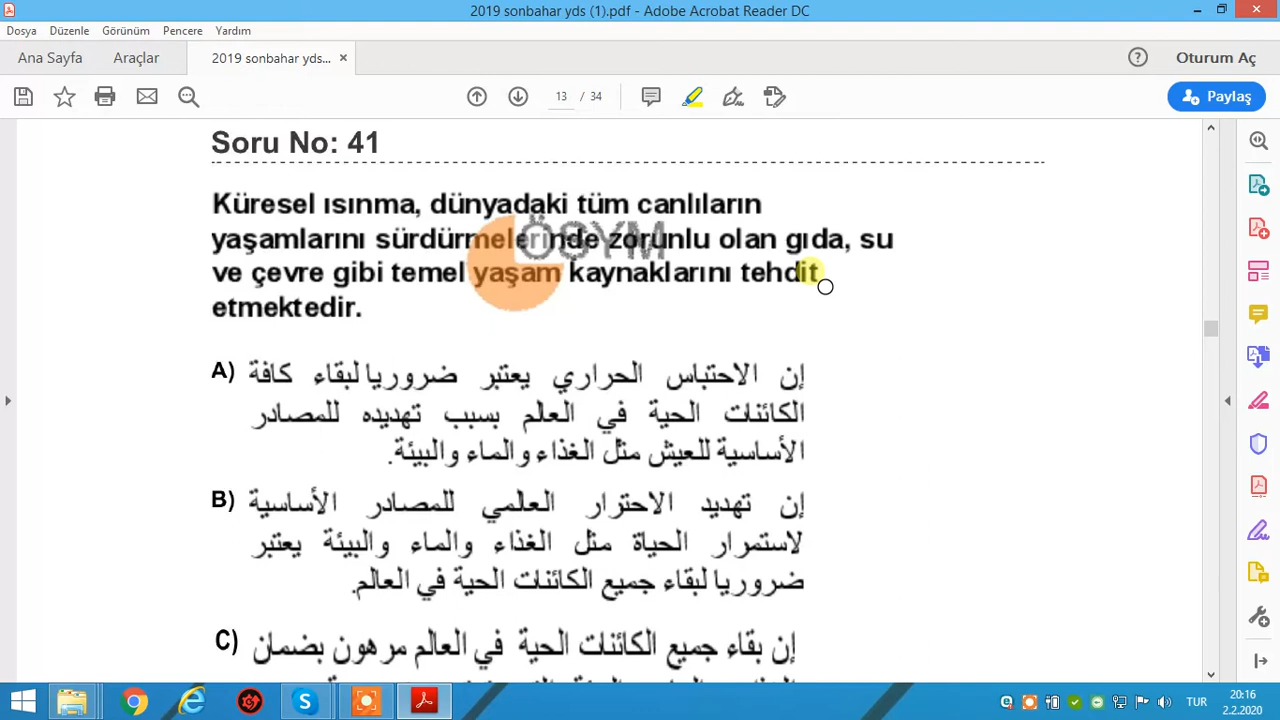 2019 sonbahar yds (1).pdf - Adobe Acrobat Reader DC
Dosya Düzenle Görünüm Pencere Yardım
Ana Sayfa Araçlar 2019 sonbahar yds... × Oturum Aç
13 / 34 Paylaş
Soru No: 41
Küresel ısınma, dünyadaki tüm canlıların
yaşamlarını sürdürmelerinde zorunlu olan gıda, su
ve çevre gibi temel yaşam kaynaklarını tehdit
etmektedir.
ÖSYM
A) إن الاحتباس الحراري يعتبر ضروريا لبقاء كافة
الكائنات الحية في العالم بسبب تهديده للمصادر
الأساسية للعيش مثل الغذاء والماء والبيئة.
B) إن تهديد الاحترار العالمي للمصادر الأساسية
لاستمرار الحياة مثل الغذاء والماء والبيئة يعتبر
ضروريا لبقاء جميع الكائنات الحية في العالم.
C) إن بقاء جميع الكائنات الحية في العالم مرهون بضمان
TUR
20:16
2.2.2020